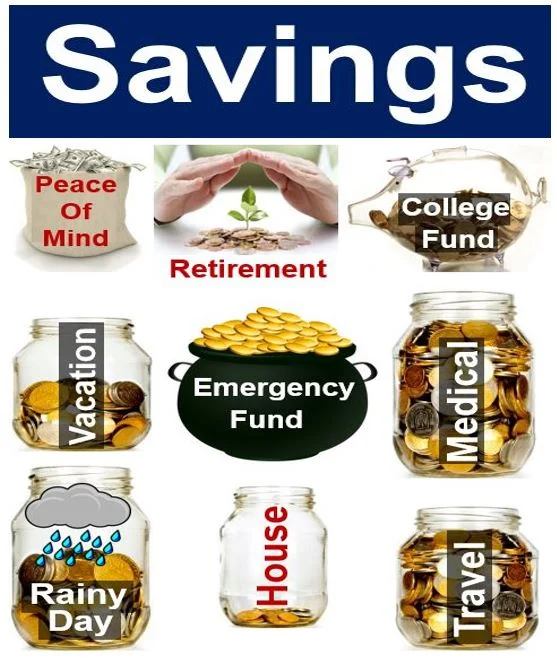 Savings
Peace
Of
Mind
Retirement
College
Fund
Vacation
Emergency
Fund
Medical
Rainy
Day
House
Travel